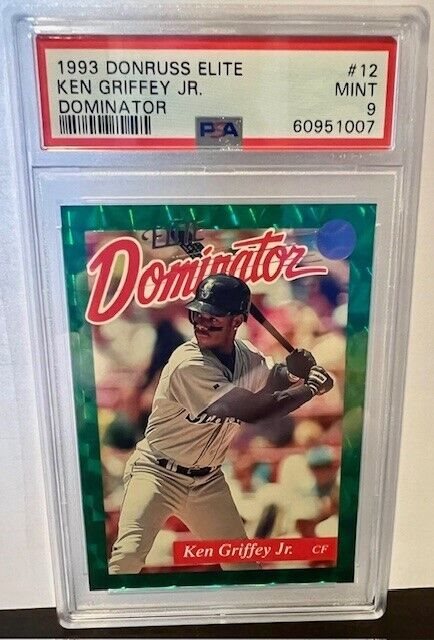 1993 DONRUSS ELITE #12
KEN GRIFFEY JR. MINT
DOMINATOR 9
PSA 60951007
ELITE
Dominator
Ken Griffey Jr. CF